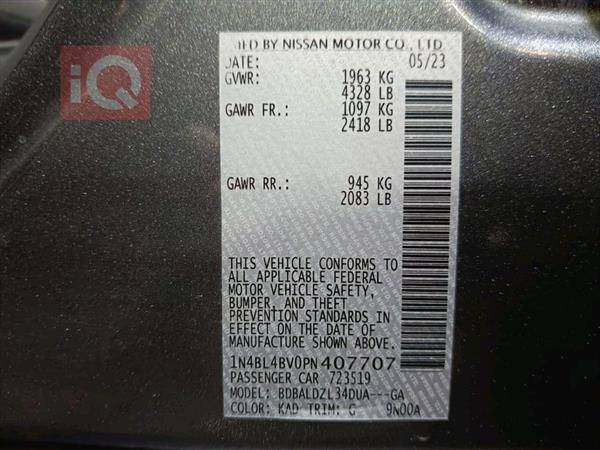 iQ
MFD BY NISSAN MOTOR CO., LTD
DATE: 05/23
GVWR: 1963 KG
4328 LB
GAWR FR.: 1097 KG
2418 LB
GAWR RR.: 945 KG
2083 LB
THIS VEHICLE CONFORMS TO
ALL APPLICABLE FEDERAL
MOTOR VEHICLE SAFETY,
BUMPER, AND THEFT
PREVENTION STANDARDS IN
EFFECT ON THE DATE OF
MANUFACTURE SHOWN ABOVE.
1N4BL4BV0PN407707
PASSENGER CAR 723519
MODEL: BDBALDZL34DUA---GA
COLOR: KAD TRIM: G 9N00A